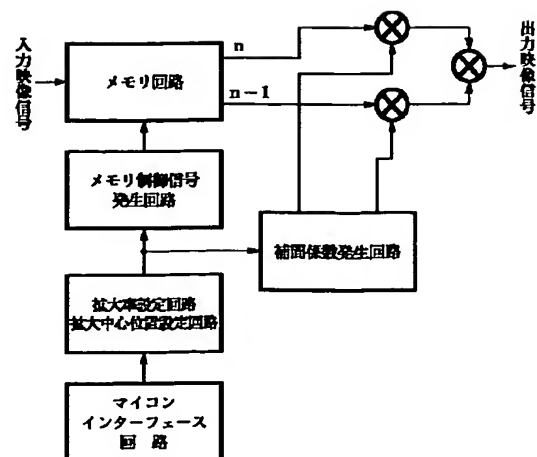 入力映像信号
メモリ回路
n
n−1
出力映像信号
メモリ制御信号
発生回路
補間係数発生回路
拡大率設定回路
拡大中心位置設定回路
マイコン
インターフェース
回 路